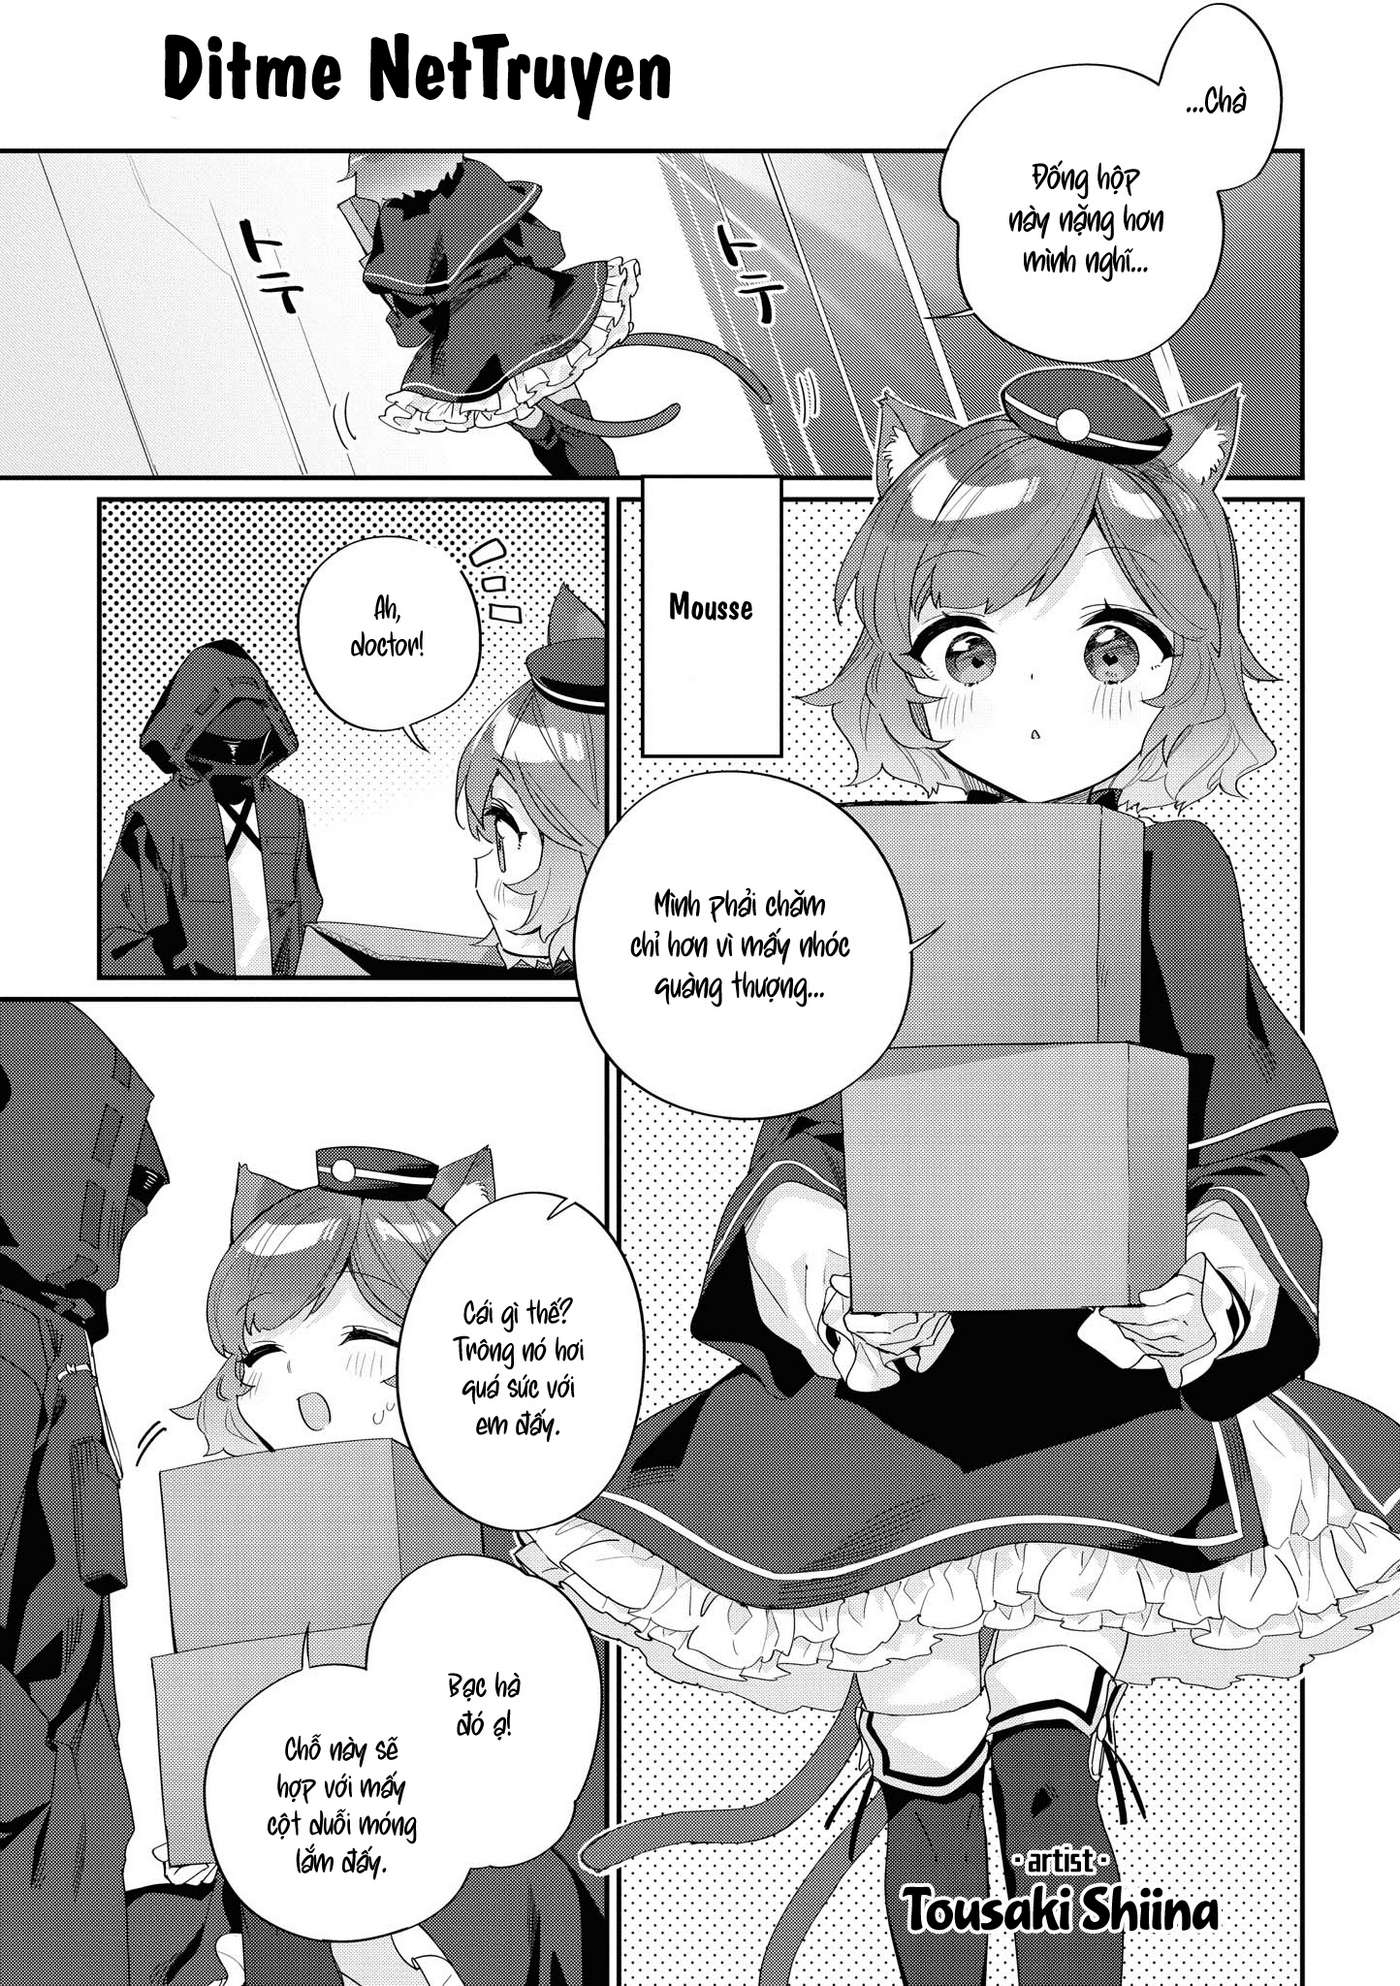 Ditme NetTruyen
...Chà
Đống hộp
này nặng hơn
mình nghĩ...
トテ
トテ
Mousse
Mình phải chăm
chỉ hơn vì mấy nhóc
quàng thượng...
Ah,
doctor!
Cái gì thế?
Trông nó hơi
quá sức với
em đấy.
Bạc hà
đó ạ!
Chỗ này sẽ
hợp với mấy
cột duỗi móng
lắm đấy.
· artist ·
Tousaki Shiina